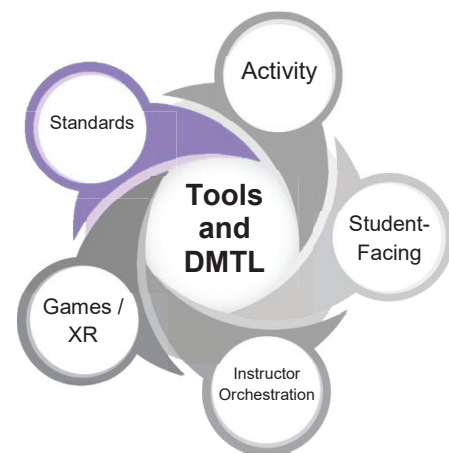 Activity
Standards
Tools
and
DMTL
Student-
Facing
Games /
XR
Instructor
Orchestration